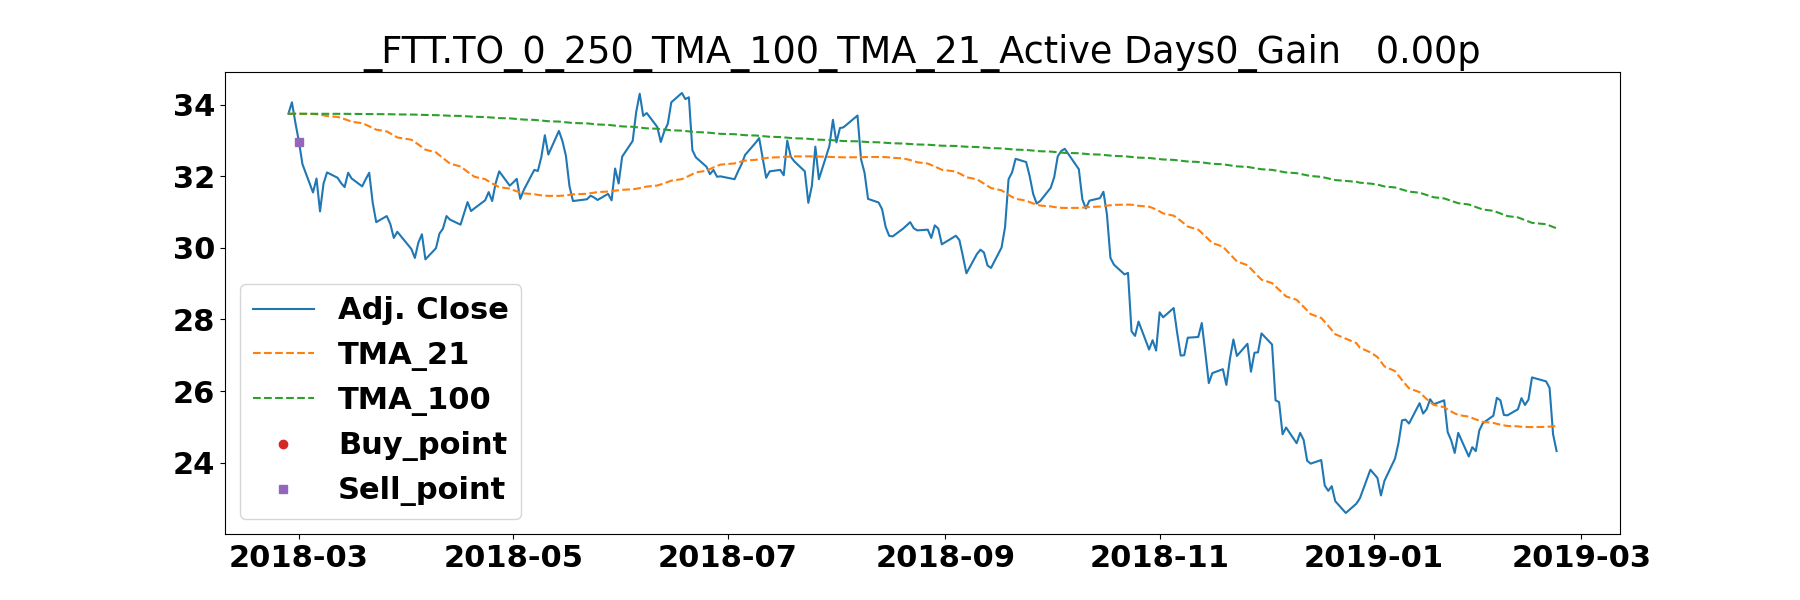 _FTT.TO_0_250_TMA_100_TMA_21_Active Days0_Gain   0.00p
34
32
30
28
26
24
Adj. Close
TMA_21
TMA_100
Buy_point
Sell_point
2018-03 2018-05 2018-07 2018-09 2018-11 2019-01 2019-03